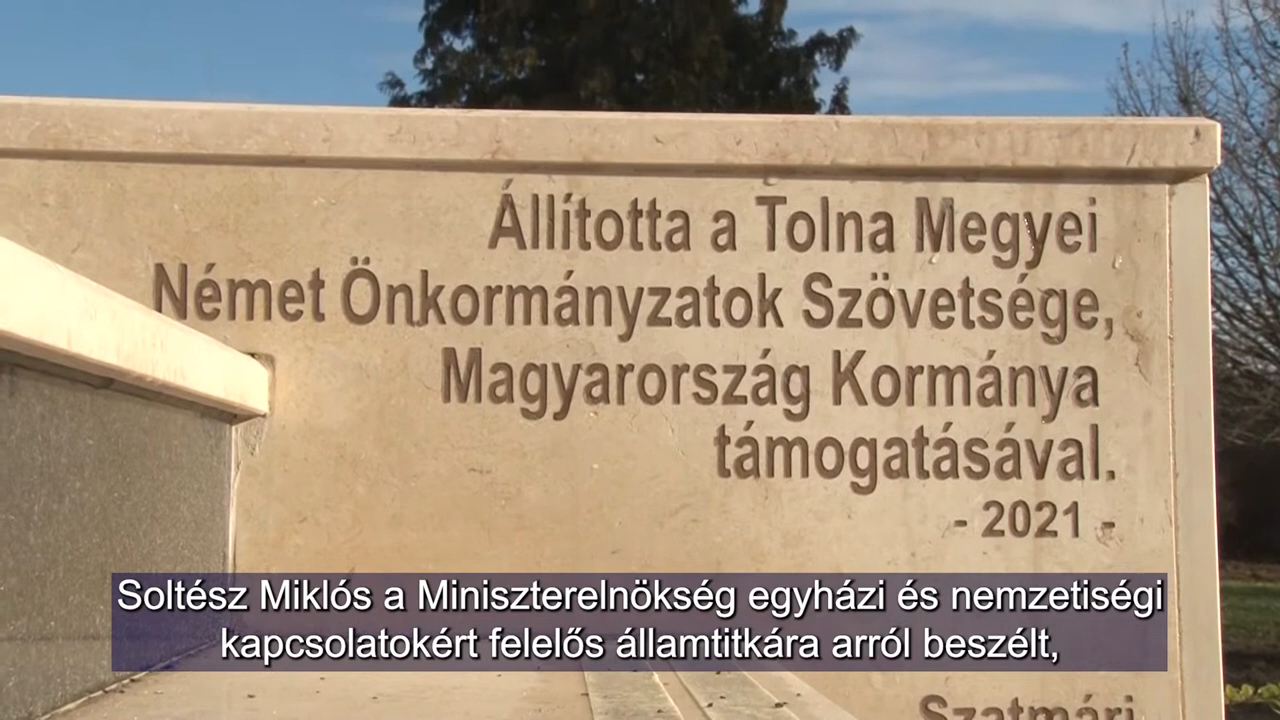 Állította a Tolna Megyei
Német Önkormányzatok Szövetsége,
Magyarország Kormánya
támogatásával.
- 2021 -
Soltész Miklós a Miniszterelnökség egyházi és nemzetiségi
kapcsolatokért felelős államtitkára arról beszélt,
Szatmári